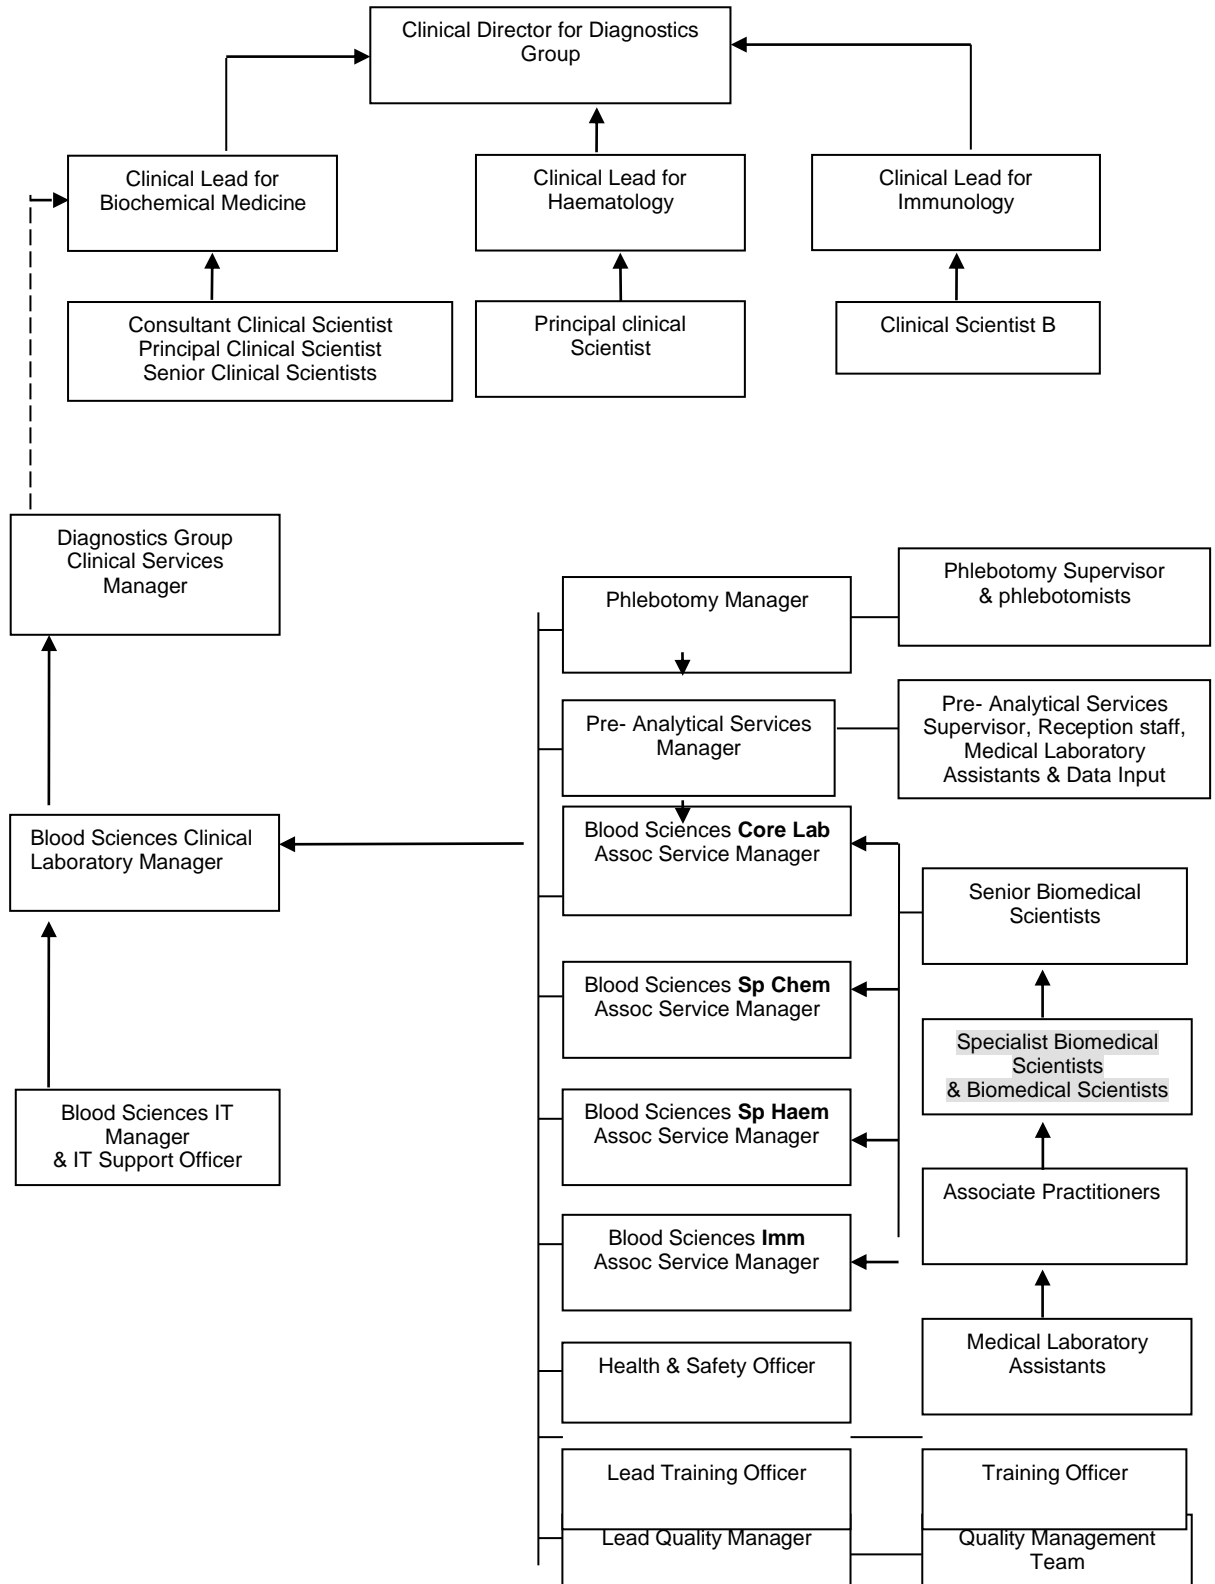 Clinical Director for Diagnostics
Group
Clinical Lead for
Biochemical Medicine
Clinical Lead for
Haematology
Clinical Lead for
Immunology
Consultant Clinical Scientist
Principal Clinical Scientist
Senior Clinical Scientists
Principal clinical
Scientist
Clinical Scientist B
Diagnostics Group
Clinical Services
Manager
Phlebotomy Manager
Phlebotomy Supervisor
& phlebotomists
Pre- Analytical Services
Manager
Pre- Analytical Services
Supervisor, Reception staff,
Medical Laboratory
Assistants & Data Input
Blood Sciences Clinical
Laboratory Manager
Blood Sciences Core Lab
Assoc Service Manager
Senior Biomedical
Scientists
Blood Sciences Sp Chem
Assoc Service Manager
Specialist Biomedical
Scientists
& Biomedical Scientists
Blood Sciences IT
Manager
& IT Support Officer
Blood Sciences Sp Haem
Assoc Service Manager
Associate Practitioners
Blood Sciences Imm
Assoc Service Manager
Medical Laboratory
Assistants
Health & Safety Officer
Lead Training Officer
Training Officer
Lead Quality Manager
Quality Management
Team